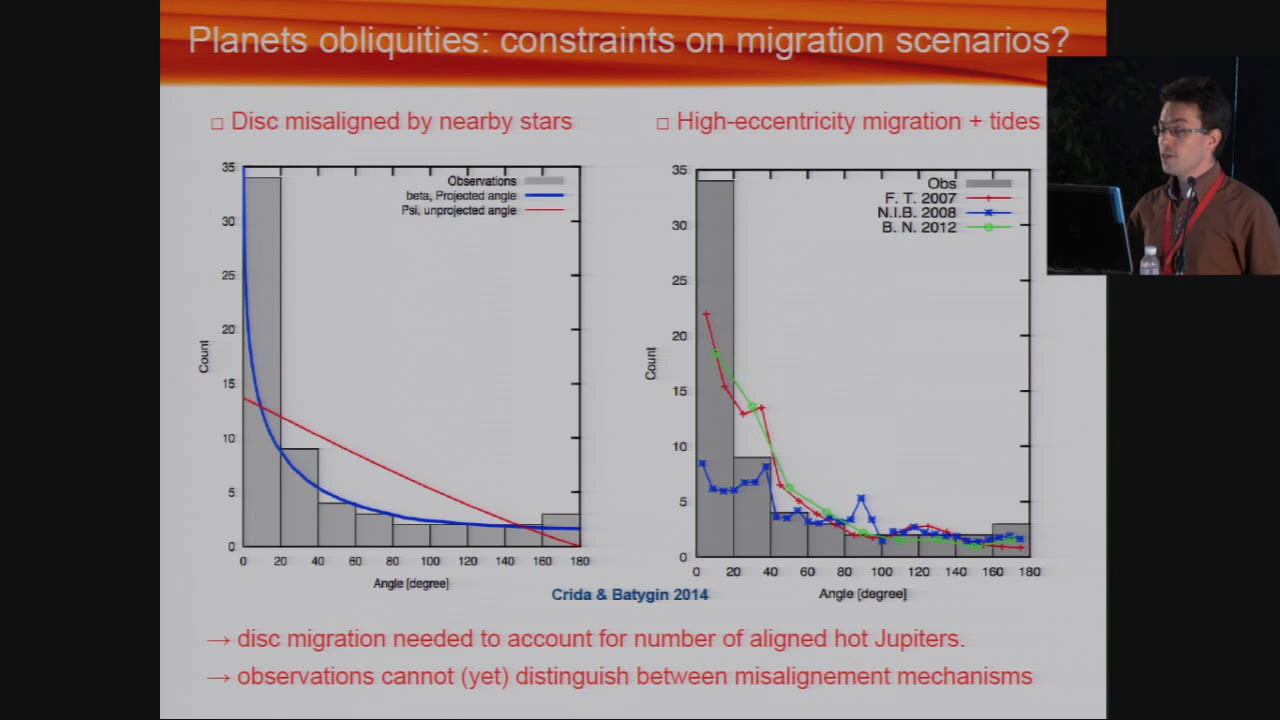 Planets obliquities: constraints on migration scenarios?
□ Disc misaligned by nearby stars
35
30
25
20
15
10
5
0
Count
Observations
beta, Projected angle
Psi, unprojected angle
0 20 40 60 80 100 120 140 160 180
Angle [degree]
□ High-eccentricity migration + tides
35
30
25
20
15
10
5
0
Count
Obs
F. T. 2007
N.I.B. 2008
B. N. 2012
0 20 40 60 80 100 120 140 160 180
Angle [degree]
Crida & Batygin 2014
→ disc migration needed to account for number of aligned hot Jupiters.
→ observations cannot (yet) distinguish between misalignement mechanisms